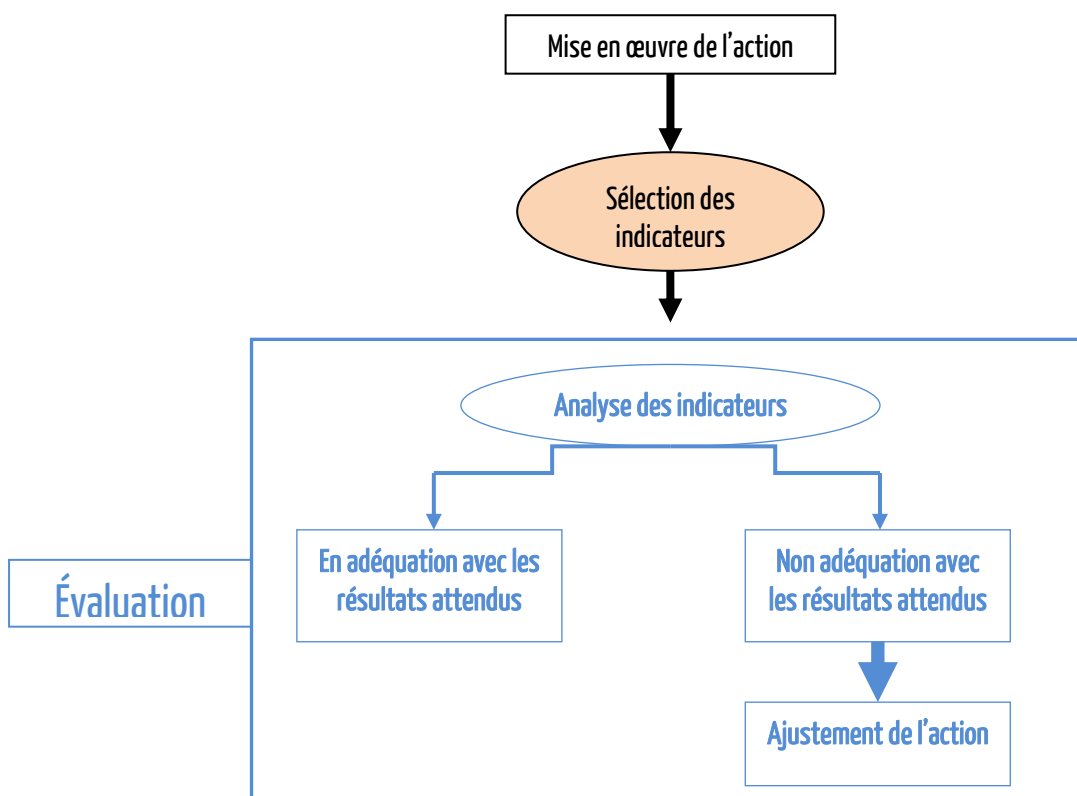 Mise en œuvre de l'action
Sélection des
indicateurs
Analyse des indicateurs
En adéquation avec les
résultats attendus
Non adéquation avec
les résultats attendus
Évaluation
Ajustement de l'action